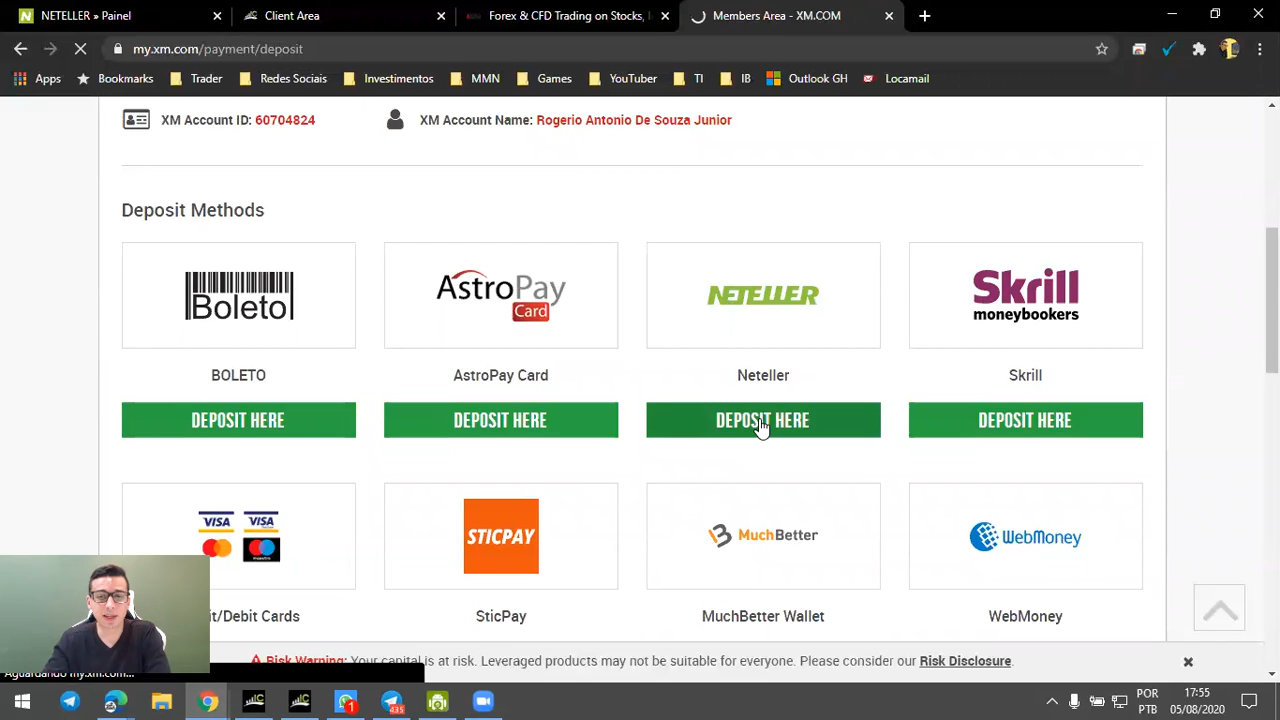 NETELLER » Painel
Client Area
Forex & CFD Trading on Stocks,
Members Area - XM.COM
my.xm.com/payment/deposit
Apps
Bookmarks
Trader
Redes Sociais
Investimentos
MMN
Games
YouTuber
TI
IB
Outlook GH
Locamail
XM Account ID: 60704824
XM Account Name: Rogerio Antonio De Souza Junior
Deposit Methods
Boleto
AstroPay
Card
NETELLER
Skrill
moneybookers
BOLETO
AstroPay Card
Neteller
Skrill
DEPOSIT HERE
DEPOSIT HERE
DEPOSIT HERE
DEPOSIT HERE
VISA
VISA
STICPAY
MuchBetter
WebMoney
it/Debit Cards
SticPay
MuchBetter Wallet
WebMoney
Risk Warning: Your capital is at risk. Leveraged products may not be suitable for everyone. Please consider our Risk Disclosure.
Aguardando my.xm.com...
1
435
POR
PTB
17:55
05/08/2020